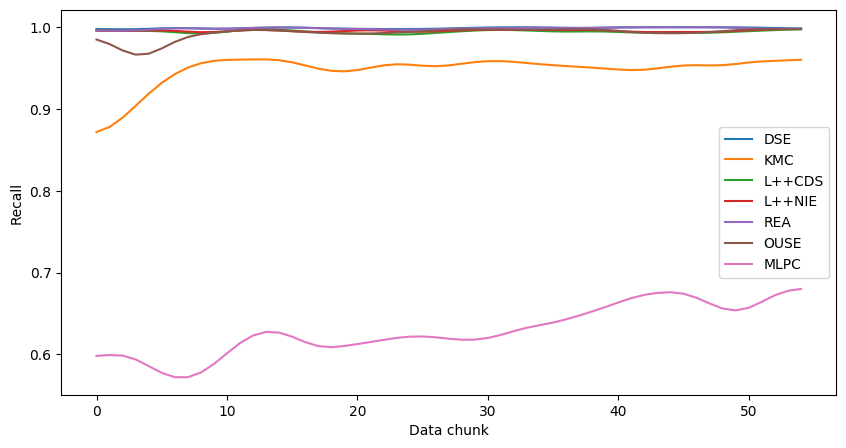 1.0
0.9
0.8
0.7
0.6
Recall
0
10
20
30
40
50
Data chunk
DSE
KMC
L++CDS
L++NIE
REA
OUSE
MLPC